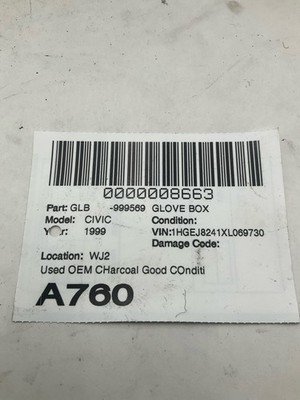 0000008663
Part: GLB -999569 GLOVE BOX
Model: CIVIC Condition:
Year: 1999 VIN:1HGEJ8241XL069730
Damage Code:
Location: WJ2
Used OEM CHarcoal Good COnditi
A760